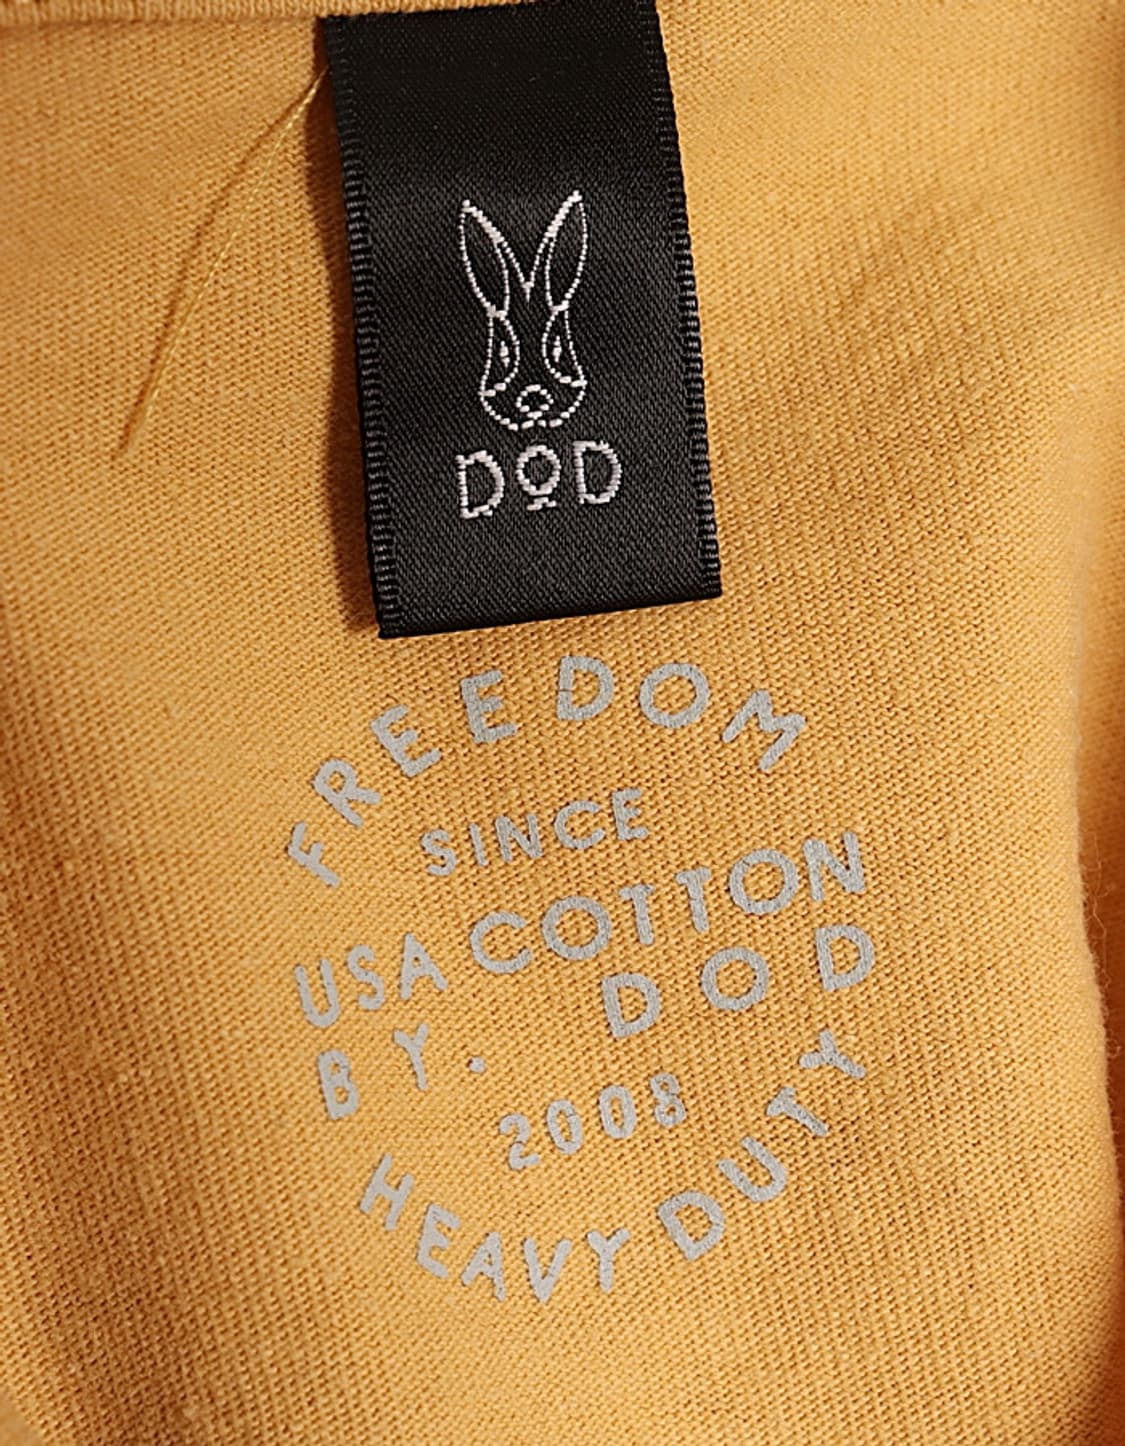 DOD
FREEDOM
SINCE
USA COTTON
BY. DOD
2008
HEAVY DUTY